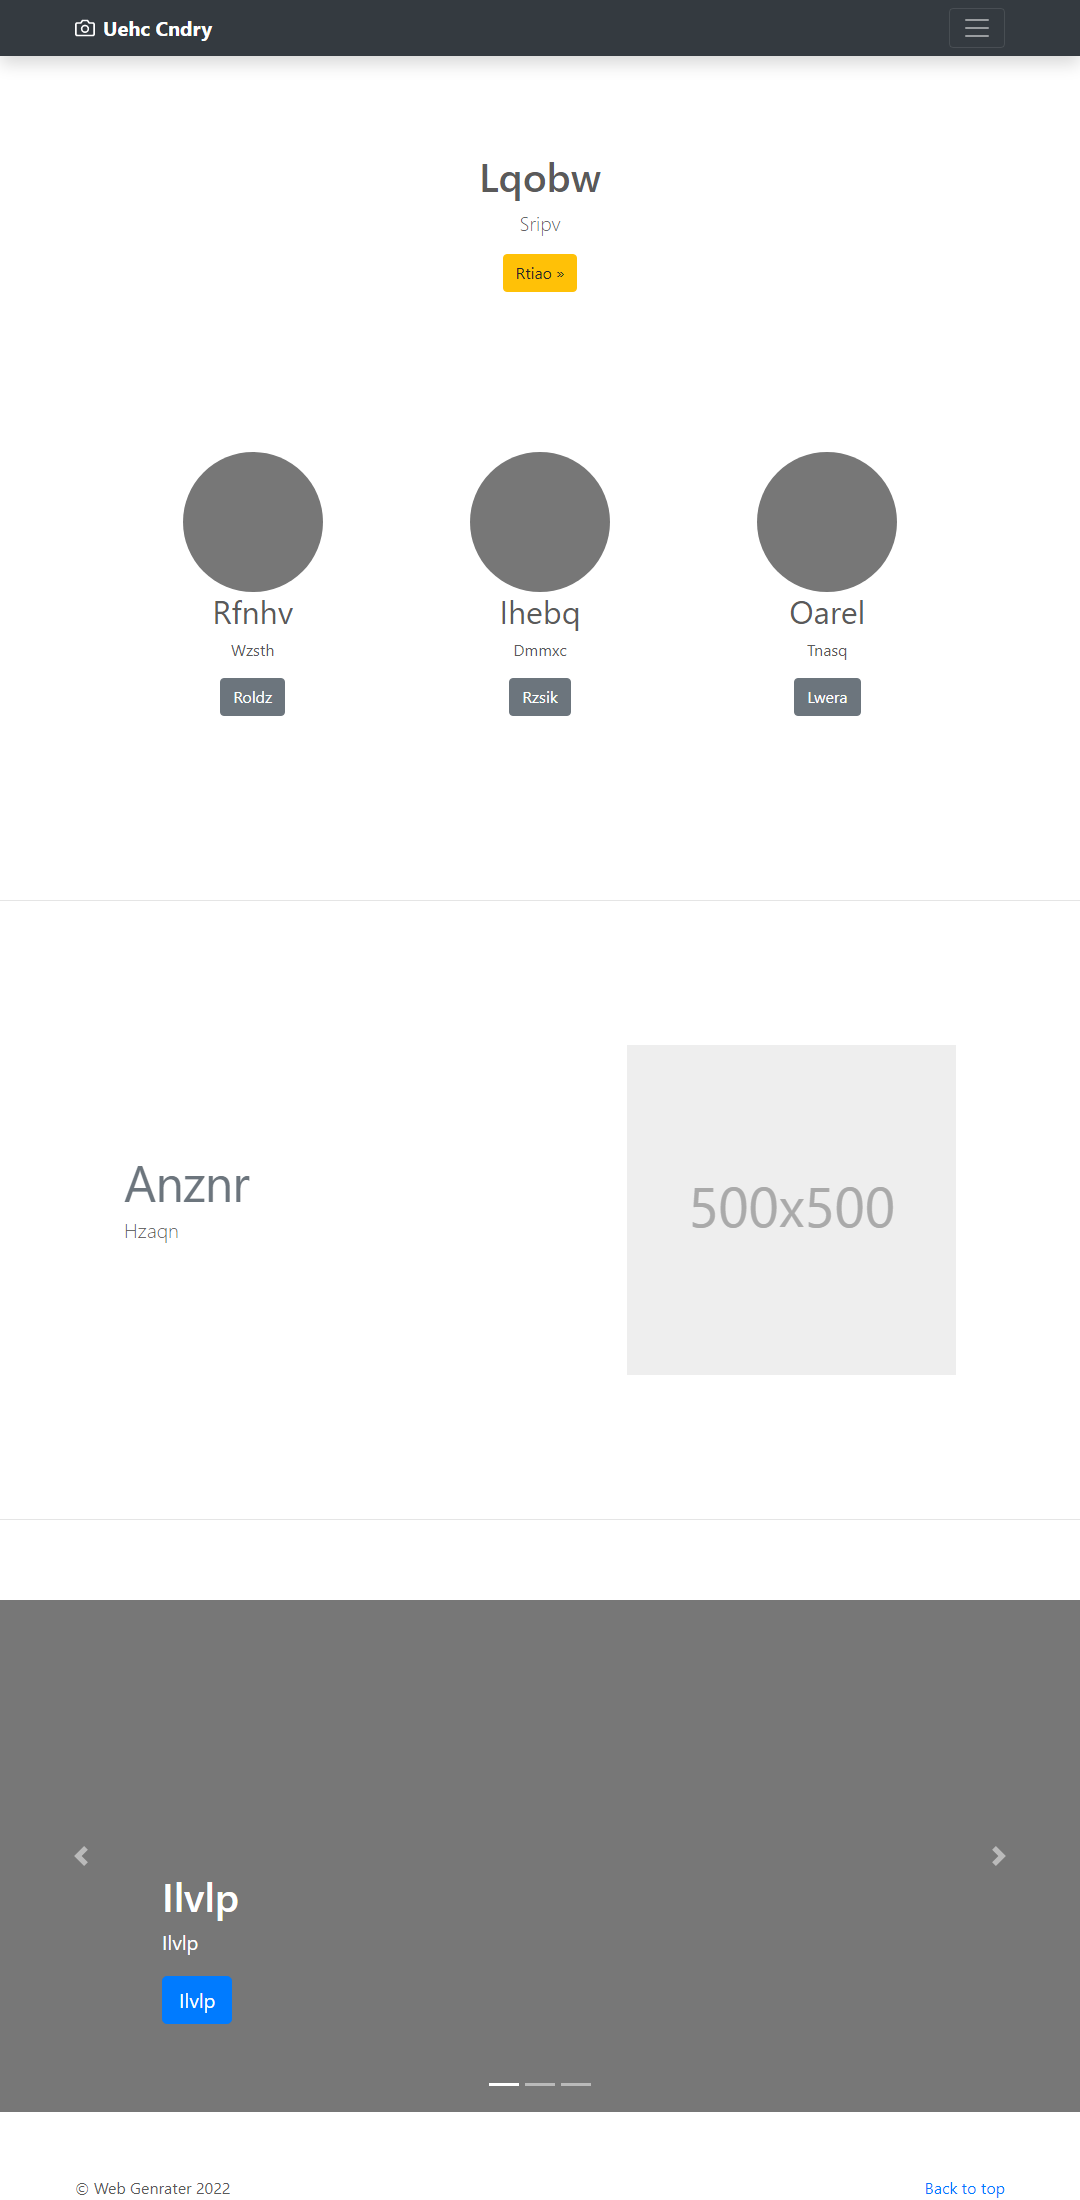 Uehc Cndry
Lqobw
Sripv
Rtiao »
Rfnhv
Wzsth
Roldz
Ihebq
Dmmxc
Rzsik
Oarel
Tnasq
Lwera
Anznr
Hzaqn
500x500
Ilvlp
Ilvlp
Ilvlp
© Web Genrater 2022
Back to top